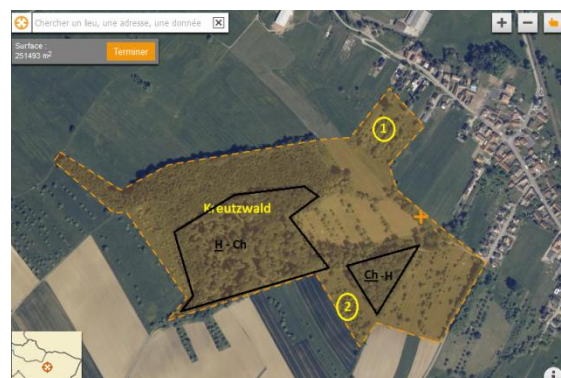 Chercher un lieu, une adresse, une donnée
Surface :
251493 m²
Terminer
1
Kreutzwald
H - Ch
Ch -H
2